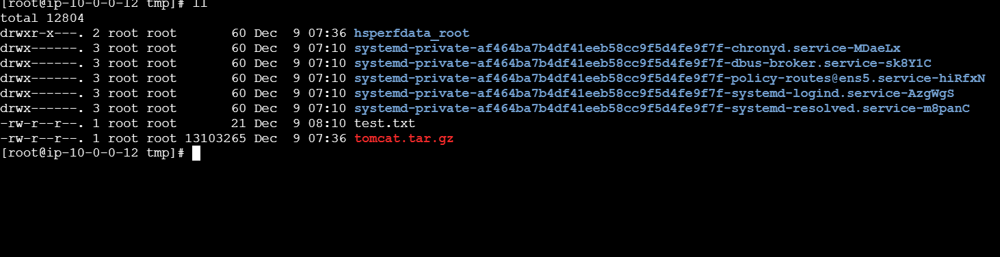 [root@ip-10-0-0-12 tmp]# ll
total 12804
drwxr-x---. 2 root root       60 Dec  9 07:36 hsperfdata_root
drwx------. 3 root root       60 Dec  9 07:10 systemd-private-af464ba7b4df41eeb58cc9f5d4fe9f7f-chronyd.service-MDaeLx
drwx------. 3 root root       60 Dec  9 07:10 systemd-private-af464ba7b4df41eeb58cc9f5d4fe9f7f-dbus-broker.service-sk8Y1C
drwx------. 3 root root       60 Dec  9 07:10 systemd-private-af464ba7b4df41eeb58cc9f5d4fe9f7f-policy-routes@ens5.service-hiRfxN
drwx------. 3 root root       60 Dec  9 07:10 systemd-private-af464ba7b4df41eeb58cc9f5d4fe9f7f-systemd-logind.service-AzgWgS
drwx------. 3 root root       60 Dec  9 07:10 systemd-private-af464ba7b4df41eeb58cc9f5d4fe9f7f-systemd-resolved.service-m8panC
-rw-r--r--. 1 root root       21 Dec  9 08:10 test.txt
-rw-r--r--. 1 root root 13103265 Dec  9 07:36 tomcat.tar.gz
[root@ip-10-0-0-12 tmp]#